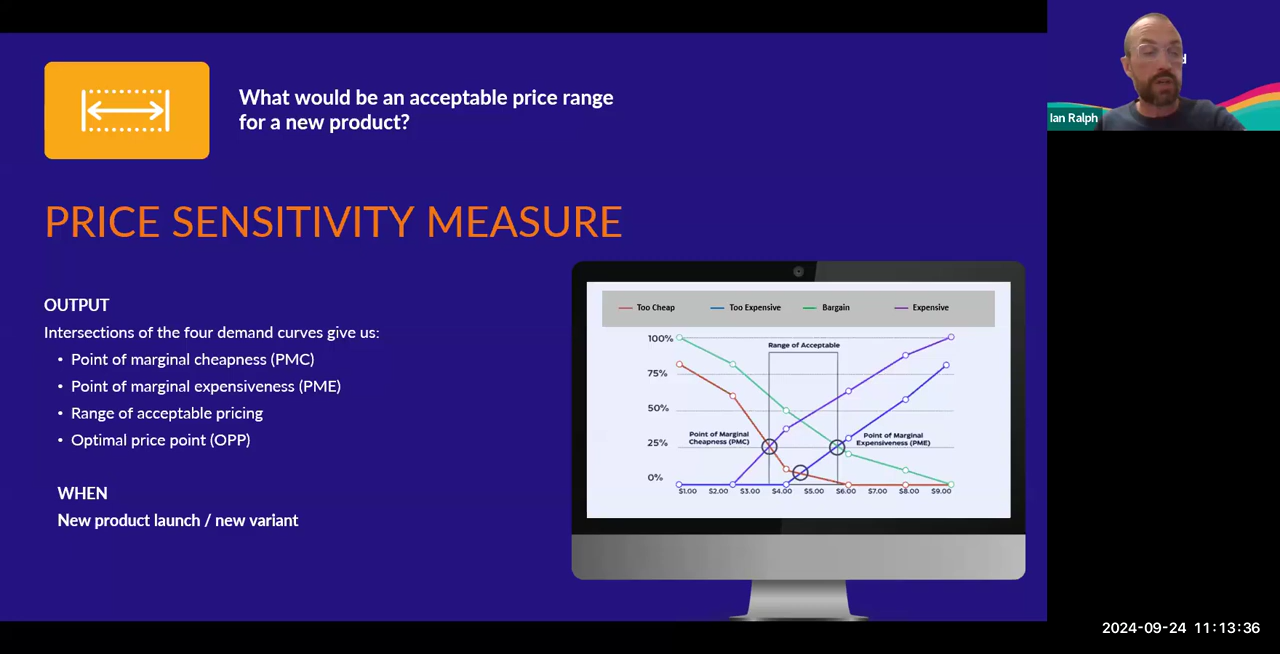 What would be an acceptable price range
for a new product?
PRICE SENSITIVITY MEASURE
OUTPUT
Intersections of the four demand curves give us:
• Point of marginal cheapness (PMC)
• Point of marginal expensiveness (PME)
• Range of acceptable pricing
• Optimal price point (OPP)
WHEN
New product launch / new variant
Too Cheap Too Expensive Bargain Expensive
Range of Acceptable
100%
75%
50%
25%
0%
Point of Marginal
Cheapness (PMC)
Point of Marginal
Expensiveness (PME)
$1.00 $2.00 $3.00 $4.00 $5.00 $6.00 $7.00 $8.00 $9.00
d
Ian Ralph
2024-09-24 11:13:36